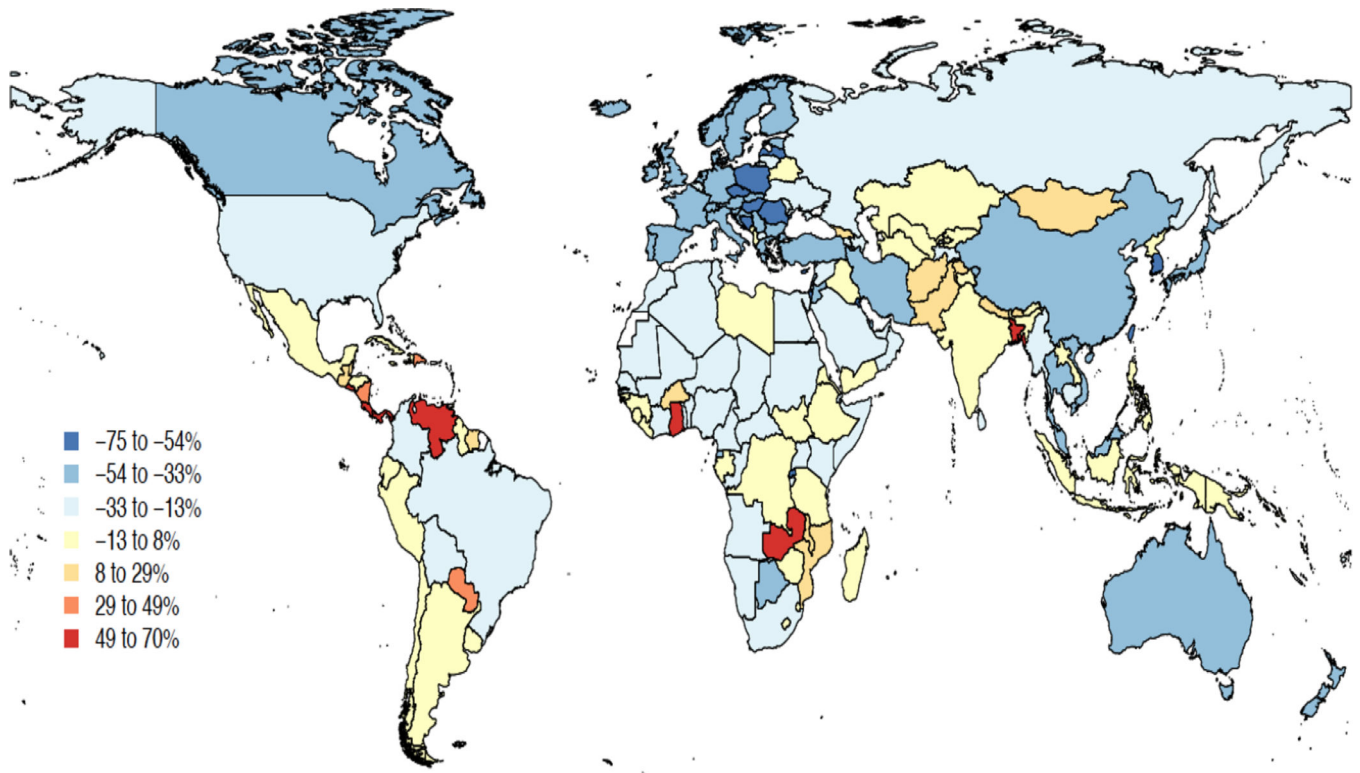 −75 to −54%
−54 to −33%
−33 to −13%
−13 to 8%
8 to 29%
29 to 49%
49 to 70%